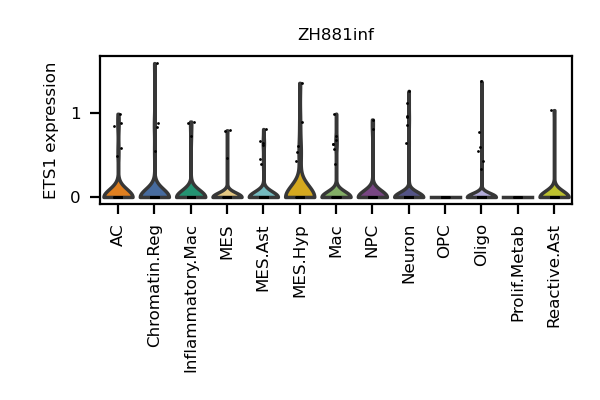 ZH881inf
ETS1 expression
1
0
AC
Chromatin.Reg
Inflammatory.Mac
MES
MES.Ast
MES.Hyp
Mac
NPC
Neuron
OPC
Oligo
Prolif.Metab
Reactive.Ast